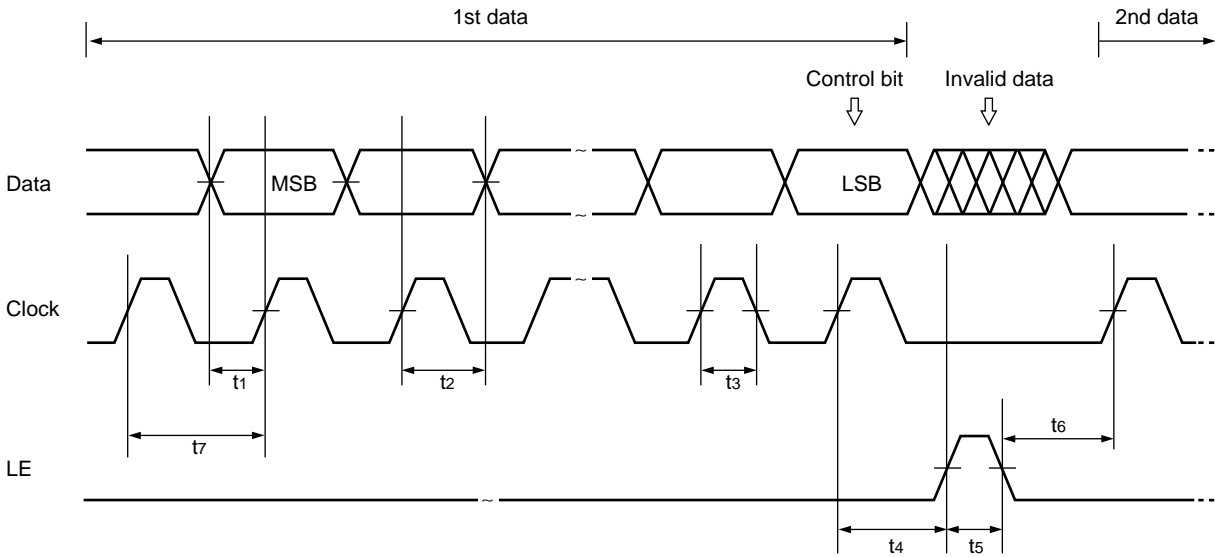 1st data
2nd data
Control bit
Invalid data
Data
MSB
LSB
Clock
t1
t2
t3
t7
t6
LE
t4
t5